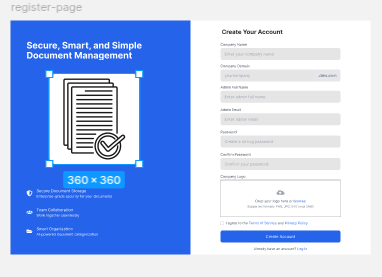 register-page
Secure, Smart, and Simple
Document Management
360 × 360
Secure Document Storage
Enterprise-grade security for your documents
Team Collaboration
Work together seamlessly
Smart Organization
AI-powered document categorization
Create Your Account
Company Name
Enter your company name
Company Domain
yourcompany
.dms.com
Admin Full Name
Enter admin full name
Admin Email
Enter admin email
Password
Create a strong password
Confirm Password
Confirm your password
Company Logo
Drop your logo here or browse
I agree to the Terms of Service and Privacy Policy
Create Account
Already have an account? Log in